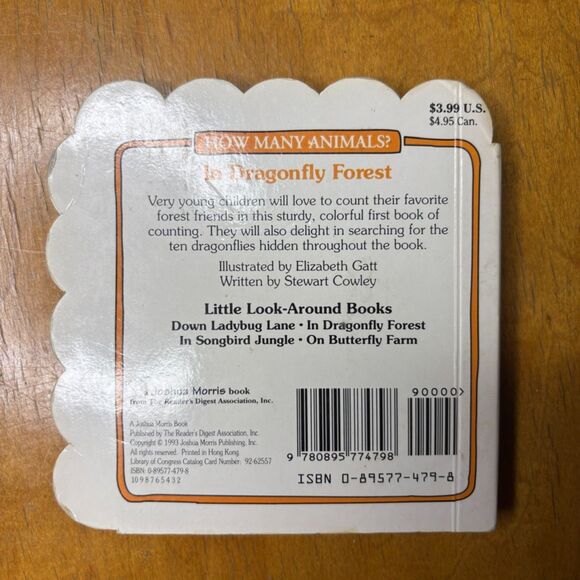 $3.99 U.S.
$4.95 Can.
HOW MANY ANIMALS?
In Dragonfly Forest
Very young children will love to count their favorite
forest friends in this sturdy, colorful first book of
counting. They will also delight in searching for the
ten dragonflies hidden throughout the book.
Illustrated by Elizabeth Gatt
Written by Stewart Cowley
Little Look-Around Books
Down Ladybug Lane • In Dragonfly Forest
In Songbird Jungle • On Butterfly Farm
A Joshua Morris book
from The Reader's Digest Association, Inc.
A Joshua Morris Book
Published by The Reader's Digest Association, Inc.
Copyright © 1993 Joshua Morris Publishing, Inc.
All rights reserved. Printed in Hong Kong.
Library of Congress Catalog Card Number: 92-62557
ISBN: 0-89577-479-8
10 9 8 7 6 5 4 3 2
90000>
9 780895 774798
ISBN 0-89577-479-8